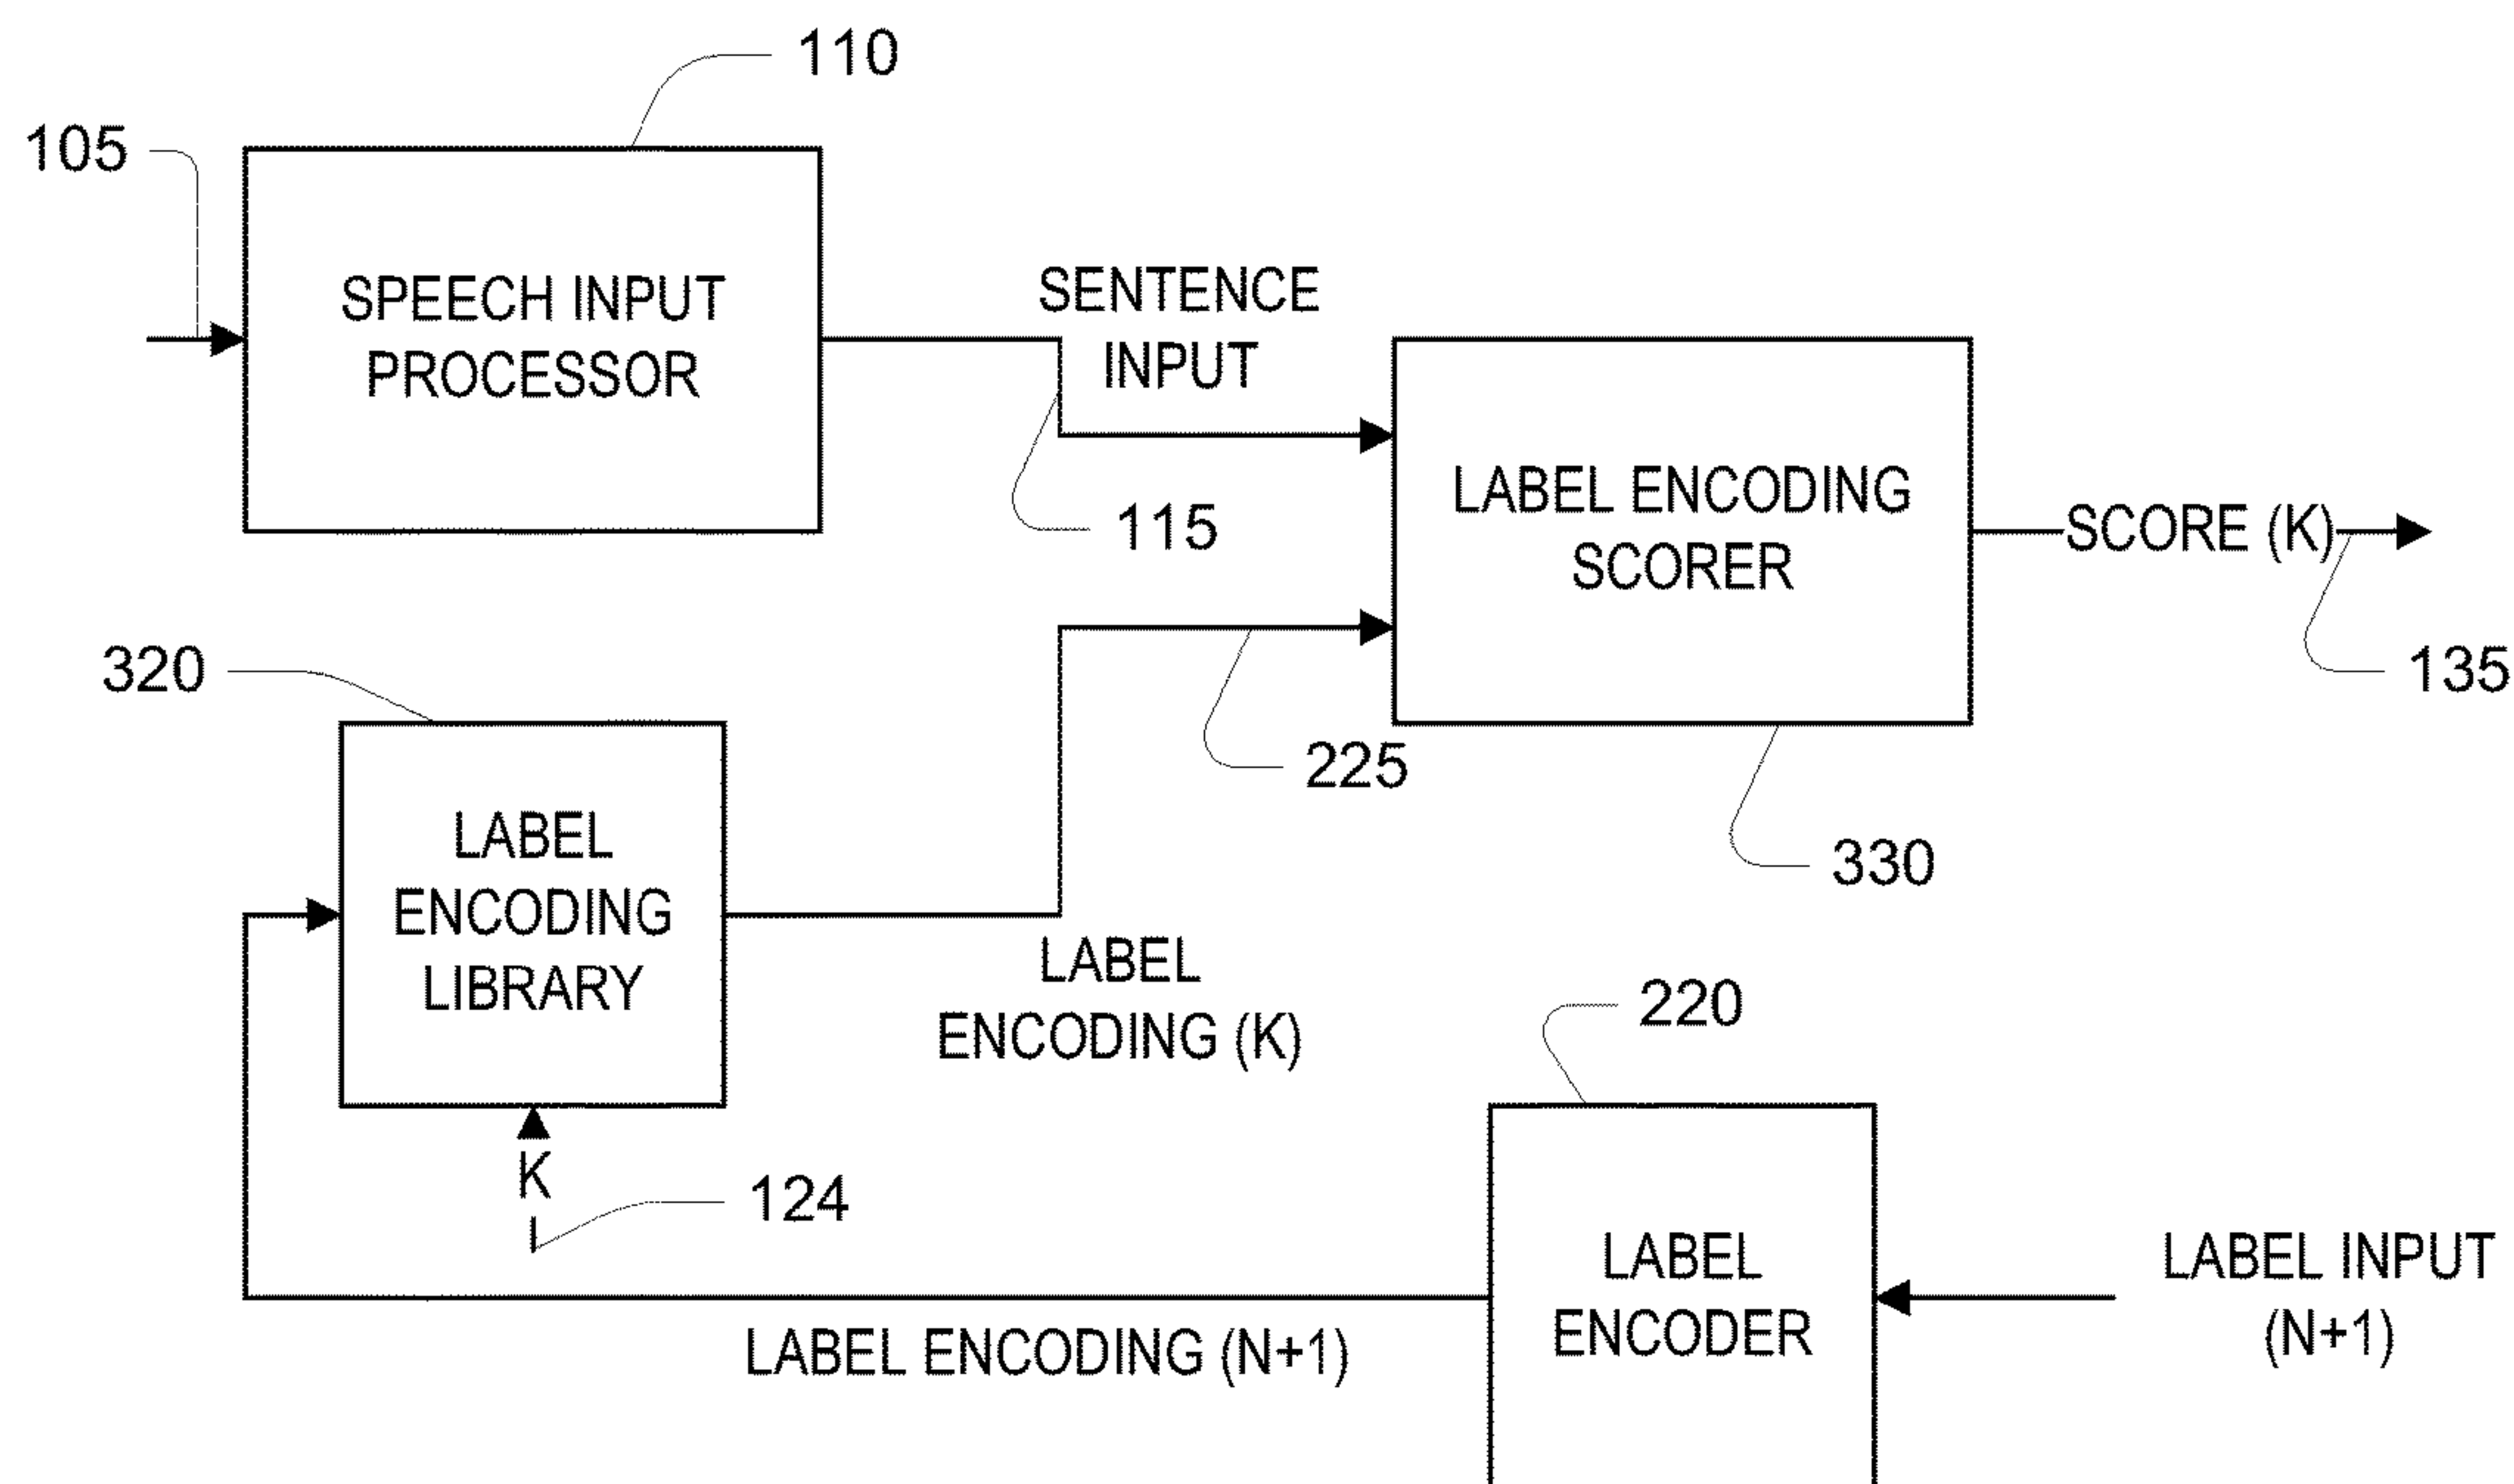 110
105
SPEECH INPUT
PROCESSOR
SENTENCE
INPUT
115
LABEL ENCODING
SCORER
SCORE (K)
135
320
225
330
LABEL
ENCODING
LIBRARY
LABEL
ENCODING (K)
220
K
124
LABEL
ENCODER
LABEL INPUT
(N+1)
LABEL ENCODING (N+1)